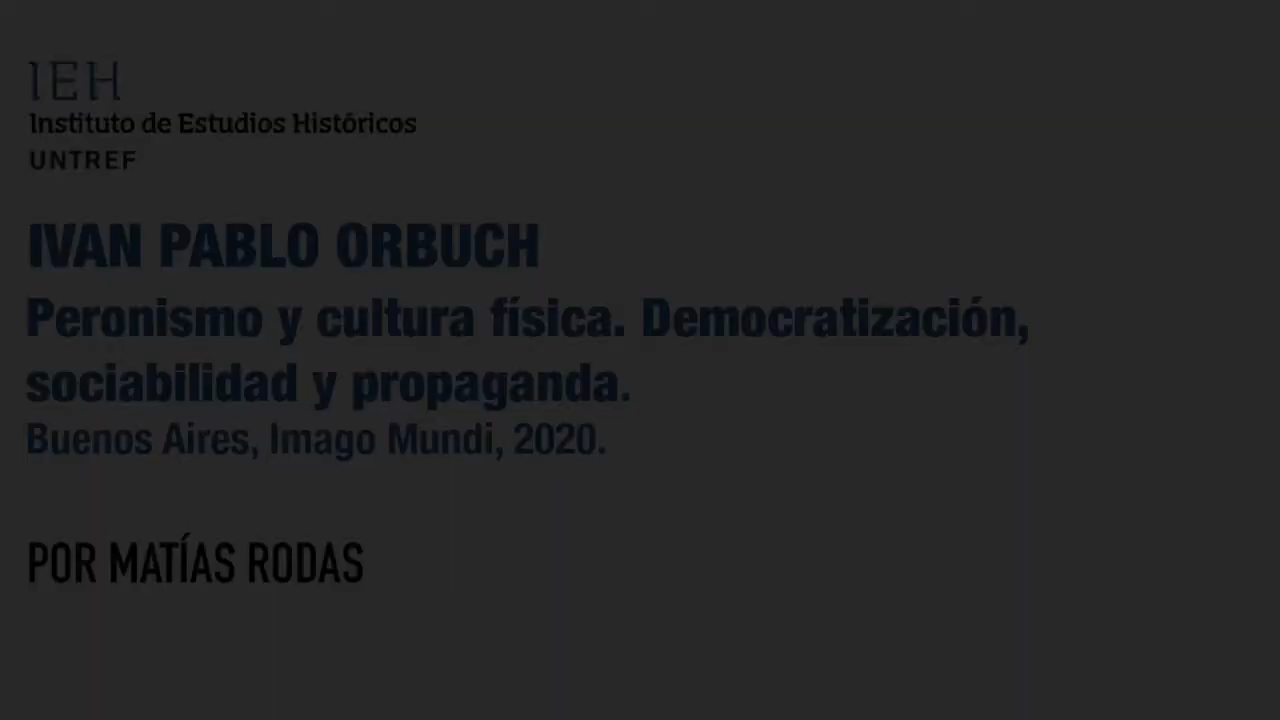 IEH
Instituto de Estudios Históricos
UNTREF
IVAN PABLO ORBUCH
Peronismo y cultura física. Democratización,
sociabilidad y propaganda.
Buenos Aires, Imago Mundi, 2020.
POR MATÍAS RODAS